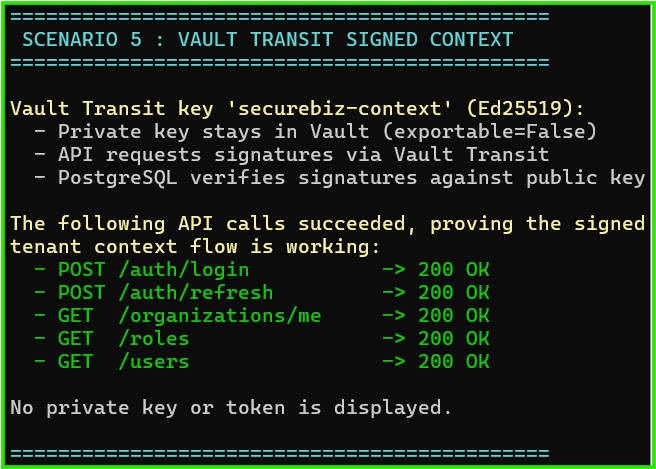 =============================================
SCENARIO 5 : VAULT TRANSIT SIGNED CONTEXT
=============================================
Vault Transit key 'securebiz-context' (Ed25519):
- Private key stays in Vault (exportable=False)
- API requests signatures via Vault Transit
- PostgreSQL verifies signatures against public key
The following API calls succeeded, proving the signed
tenant context flow is working:
- POST /auth/login -> 200 OK
- POST /auth/refresh -> 200 OK
- GET /organizations/me -> 200 OK
- GET /roles -> 200 OK
- GET /users -> 200 OK
No private key or token is displayed.
=============================================